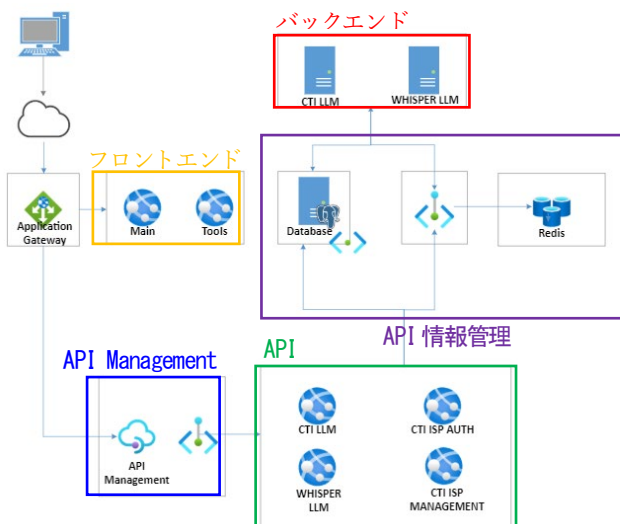 バックエンド
CTI LLM
WHISPER LLM
フロントエンド
Application
Gateway
Main
Tools
Database
Redis
API 情報管理
API Management
API
API
Management
CTI LLM
CTI ISP AUTH
WHISPER
LLM
CTI ISP
MANAGEMENT